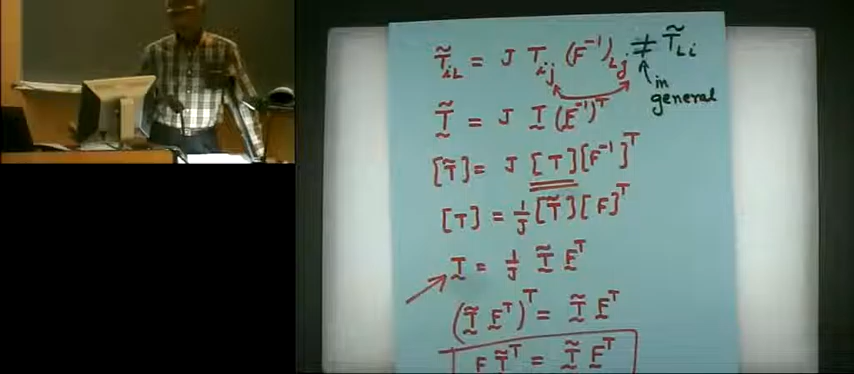 T̃_iL = J T_ij (F⁻¹)_Lj ≠ T̃_Li
in
general
T̃ = J T (F⁻¹)ᵀ
[T̃] = J [T][F⁻¹]ᵀ
[T] = 1/J [T̃][F]ᵀ
T = 1/J T̃ Fᵀ
(T̃ Fᵀ)ᵀ = T̃ Fᵀ
F T̃ᵀ = T̃ Fᵀ